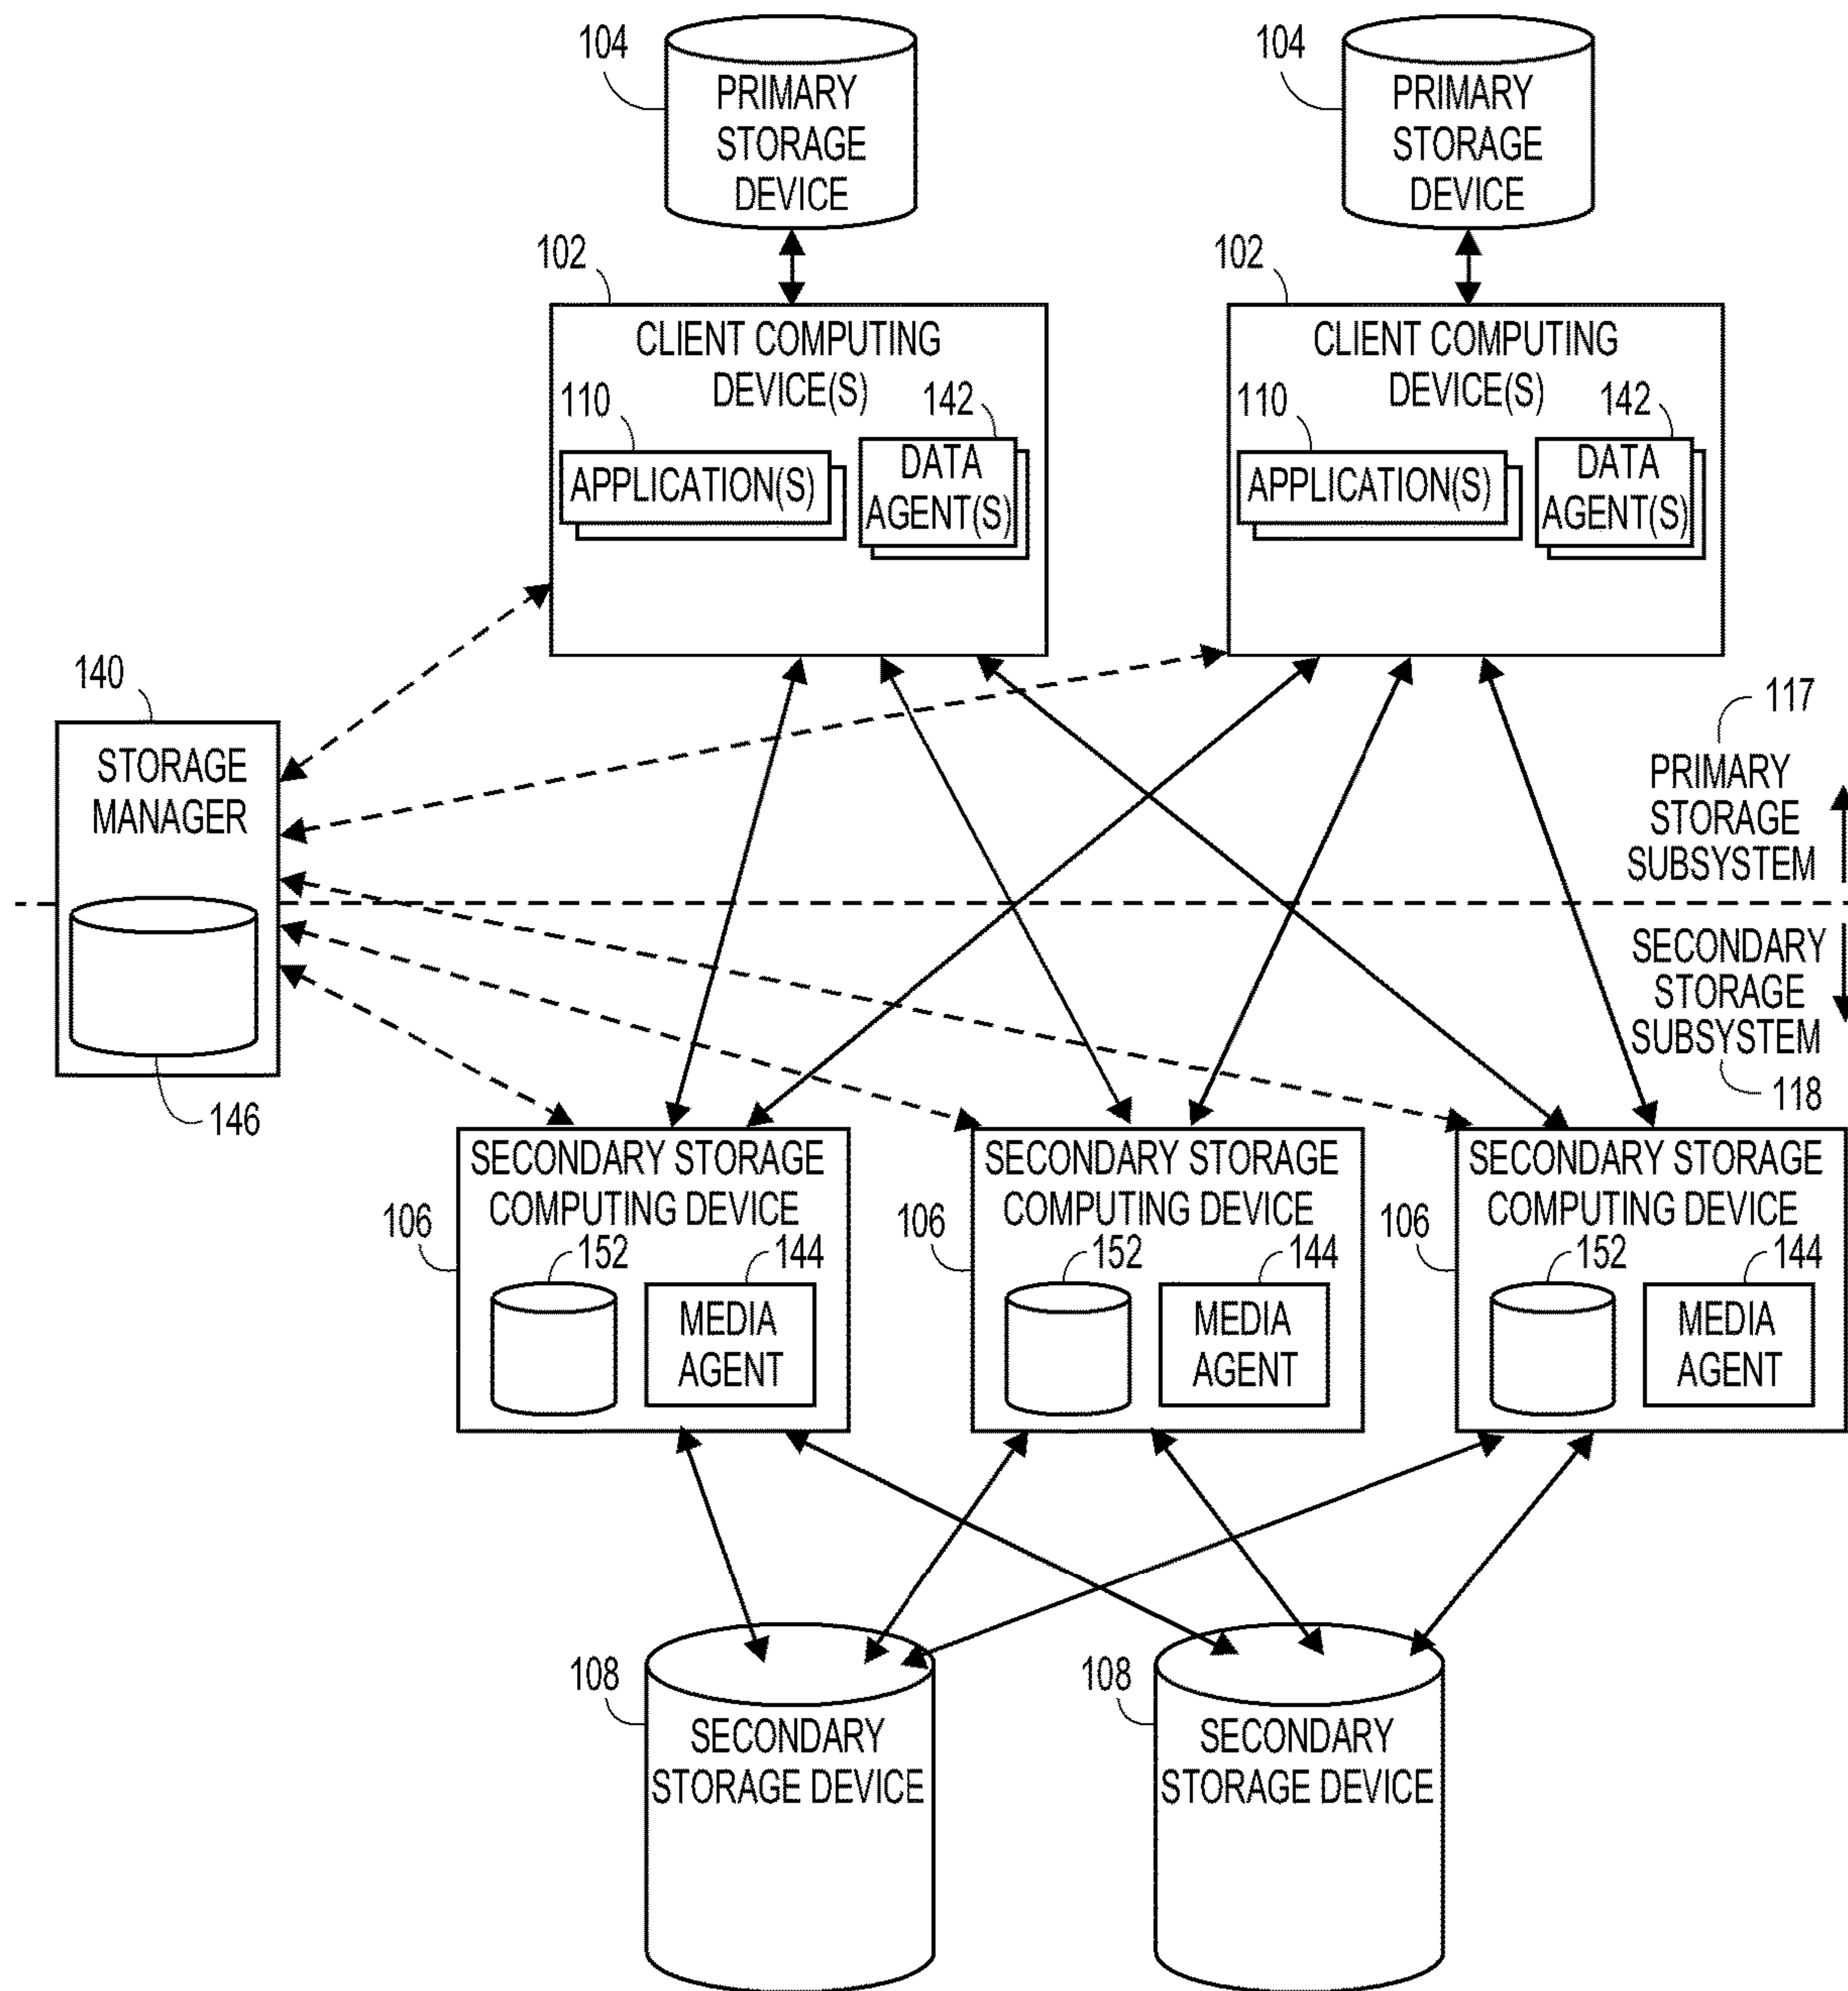 104
PRIMARY
STORAGE
DEVICE
104
PRIMARY
STORAGE
DEVICE
102
CLIENT COMPUTING
DEVICE(S)
110
142
APPLICATION(S)
DATA
AGENT(S)
102
CLIENT COMPUTING
DEVICE(S)
110
142
APPLICATION(S)
DATA
AGENT(S)
140
STORAGE
MANAGER
146
117
PRIMARY
STORAGE
SUBSYSTEM
SECONDARY
STORAGE
SUBSYSTEM
118
SECONDARY STORAGE
COMPUTING DEVICE
106
152
144
MEDIA
AGENT
SECONDARY STORAGE
COMPUTING DEVICE
106
152
144
MEDIA
AGENT
SECONDARY STORAGE
COMPUTING DEVICE
106
152
144
MEDIA
AGENT
108
SECONDARY
STORAGE DEVICE
108
SECONDARY
STORAGE DEVICE